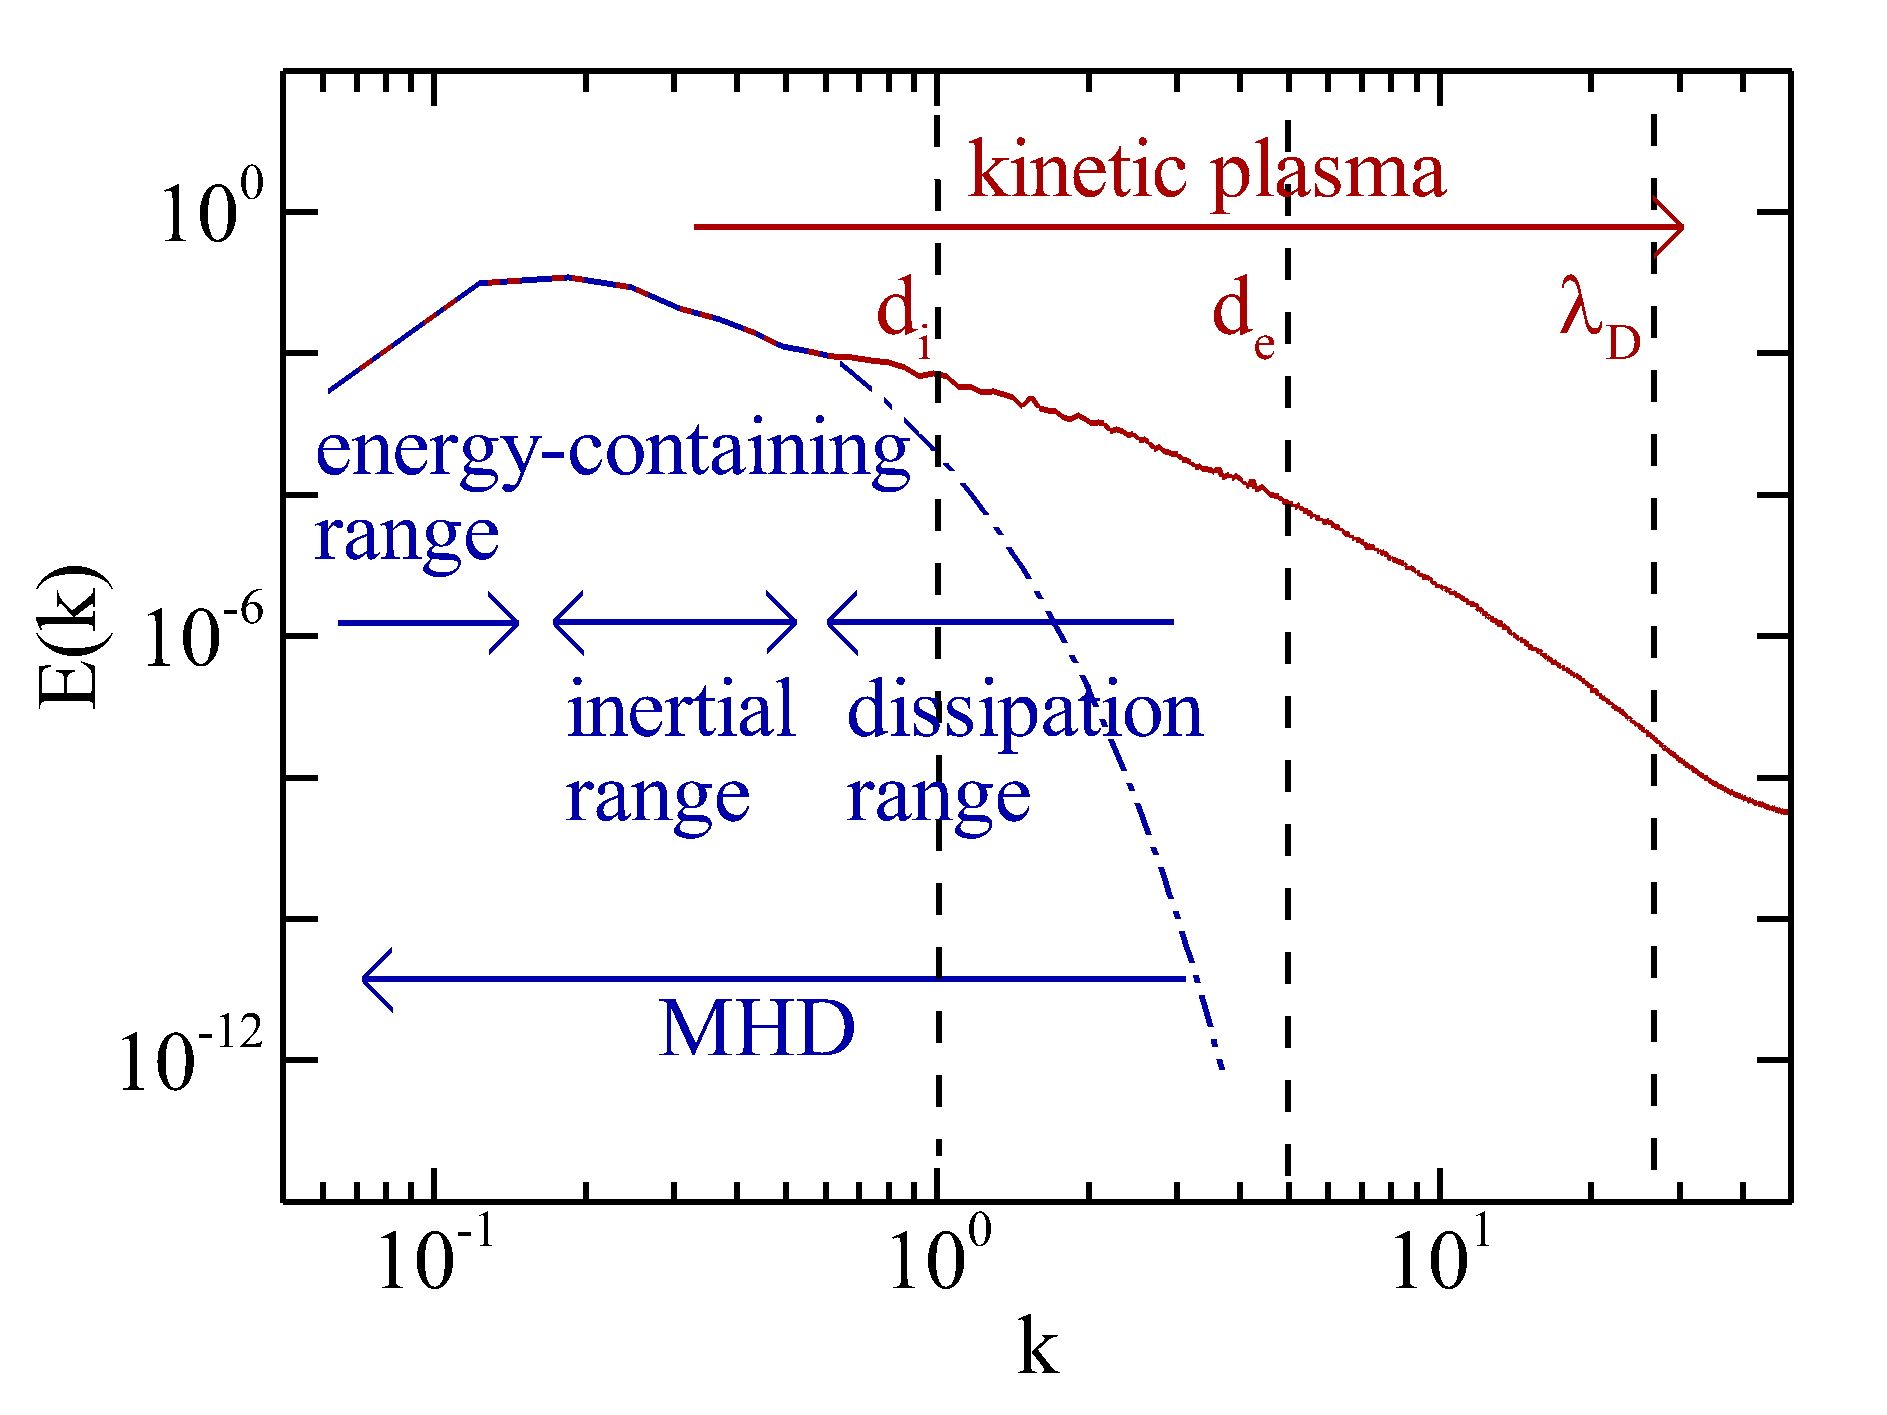 kinetic plasma
10^0
d_i
d_e
λ_D
energy-containing
range
E(k)
10^-6
inertial
range
dissipation
range
MHD
10^-12
10^-1
10^0
10^1
k